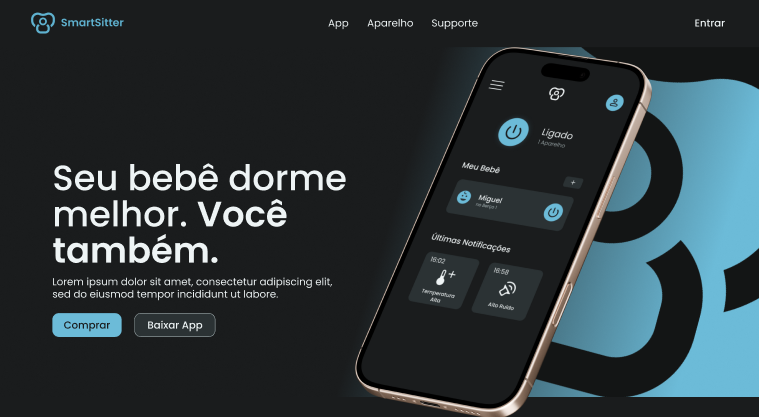 SmartSitter
App Aparelho Suporte
Entrar
Seu bebê dorme
melhor. Você
também.
Lorem ipsum dolor sit amet, consectetur adipiscing elit,
sed do eiusmod tempor incididunt ut labore.
Comprar Baixar App
Ligado
1 Aparelho
Meu Bebê
+
Miguel
no Berço 1
Últimas Notificações
16:02
Temperatura
Alta
16:58
Alto Ruído